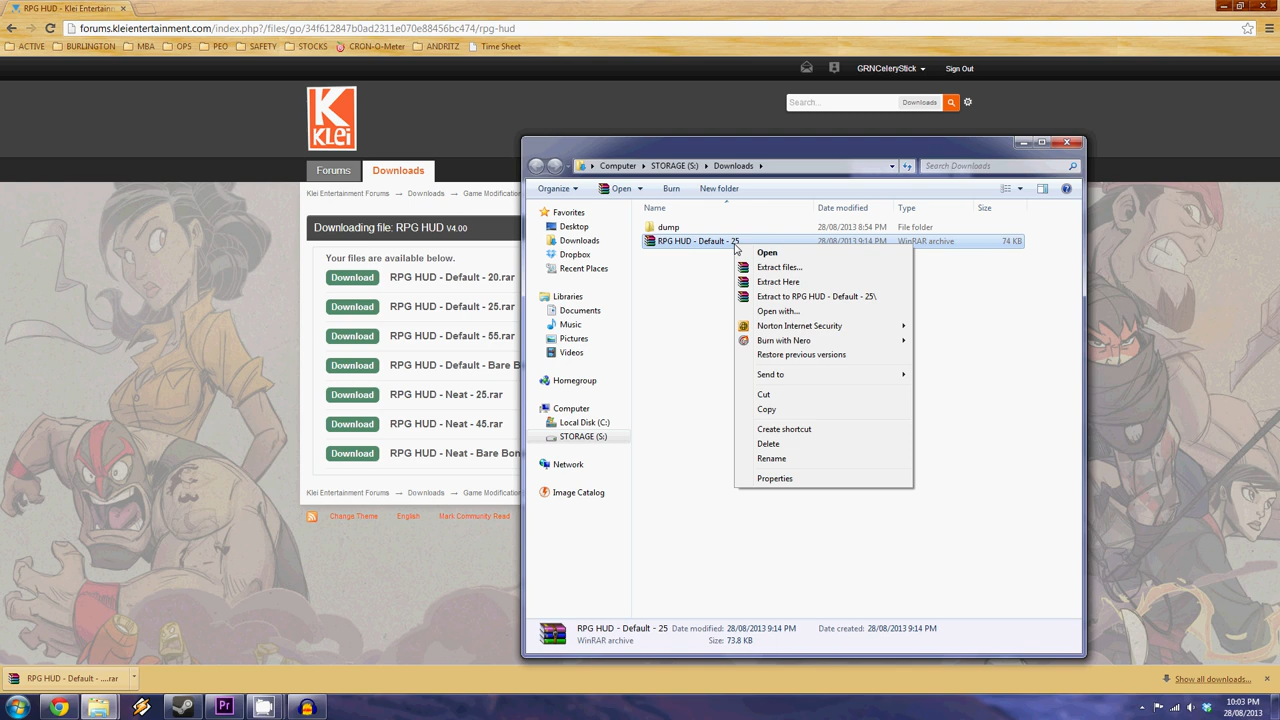 RPG HUD - Klei Entertainment
forums.kleientertainment.com/index.php?/files/go/34f612847b0ad2311e070e88456bc474/rpg-hud
ACTIVE BURLINGTON MBA OPS PEO SAFETY STOCKS CRON-O-Meter ANDRITZ Time Sheet
GRNCeleryStick Sign Out
K
KLEI
Search... Downloads
Forums Downloads
Klei Entertainment Forums → Downloads → Game Modification
Downloading file: RPG HUD v4.00
Your files are available below.
Download RPG HUD - Default - 20.rar
Download RPG HUD - Default - 25.rar
Download RPG HUD - Default - 55.rar
Download RPG HUD - Default - Bare Bo
Download RPG HUD - Neat - 25.rar
Download RPG HUD - Neat - 45.rar
Download RPG HUD - Neat - Bare Bon
Klei Entertainment Forums → Downloads → Game Modification
Change Theme English Mark Community Read
Computer STORAGE (S:) Downloads
Search Downloads
Organize Open Burn New folder
Favorites
Desktop
Downloads
Dropbox
Recent Places
Libraries
Documents
Music
Pictures
Videos
Homegroup
Computer
Local Disk (C:)
STORAGE (S:)
Network
Image Catalog
Name Date modified Type Size
dump 28/08/2013 8:54 PM File folder
RPG HUD - Default - 25 28/08/2013 9:14 PM WinRAR archive 74 KB
Open
Extract files...
Extract Here
Extract to RPG HUD - Default - 25\
Open with...
Norton Internet Security
Burn with Nero
Restore previous versions
Send to
Cut
Copy
Create shortcut
Delete
Rename
Properties
RPG HUD - Default - 25 Date modified: 28/08/2013 9:14 PM Date created: 28/08/2013 9:14 PM
WinRAR archive Size: 73.8 KB
RPG HUD - Default - ....rar
Show all downloads...
Pr
10:03 PM
28/08/2013